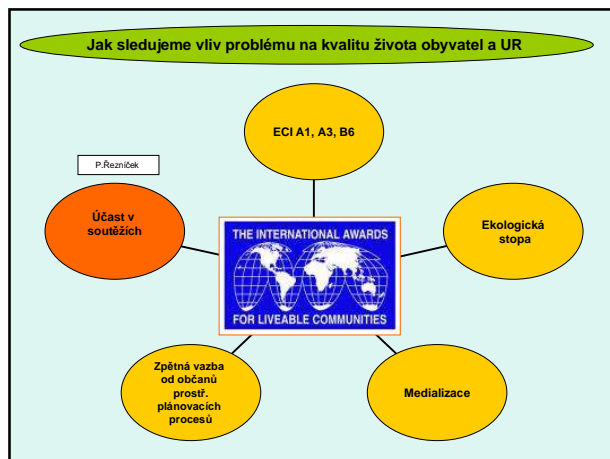 Jak sledujeme vliv problému na kvalitu života obyvatel a UR
ECI A1, A3, B6
P.Řezníček
Účast v
soutěžích
THE INTERNATIONAL AWARDS
FOR LIVEABLE COMMUNITIES
Ekologická
stopa
Zpětná vazba
od občanů
prostř.
plánovacích
procesů
Medializace